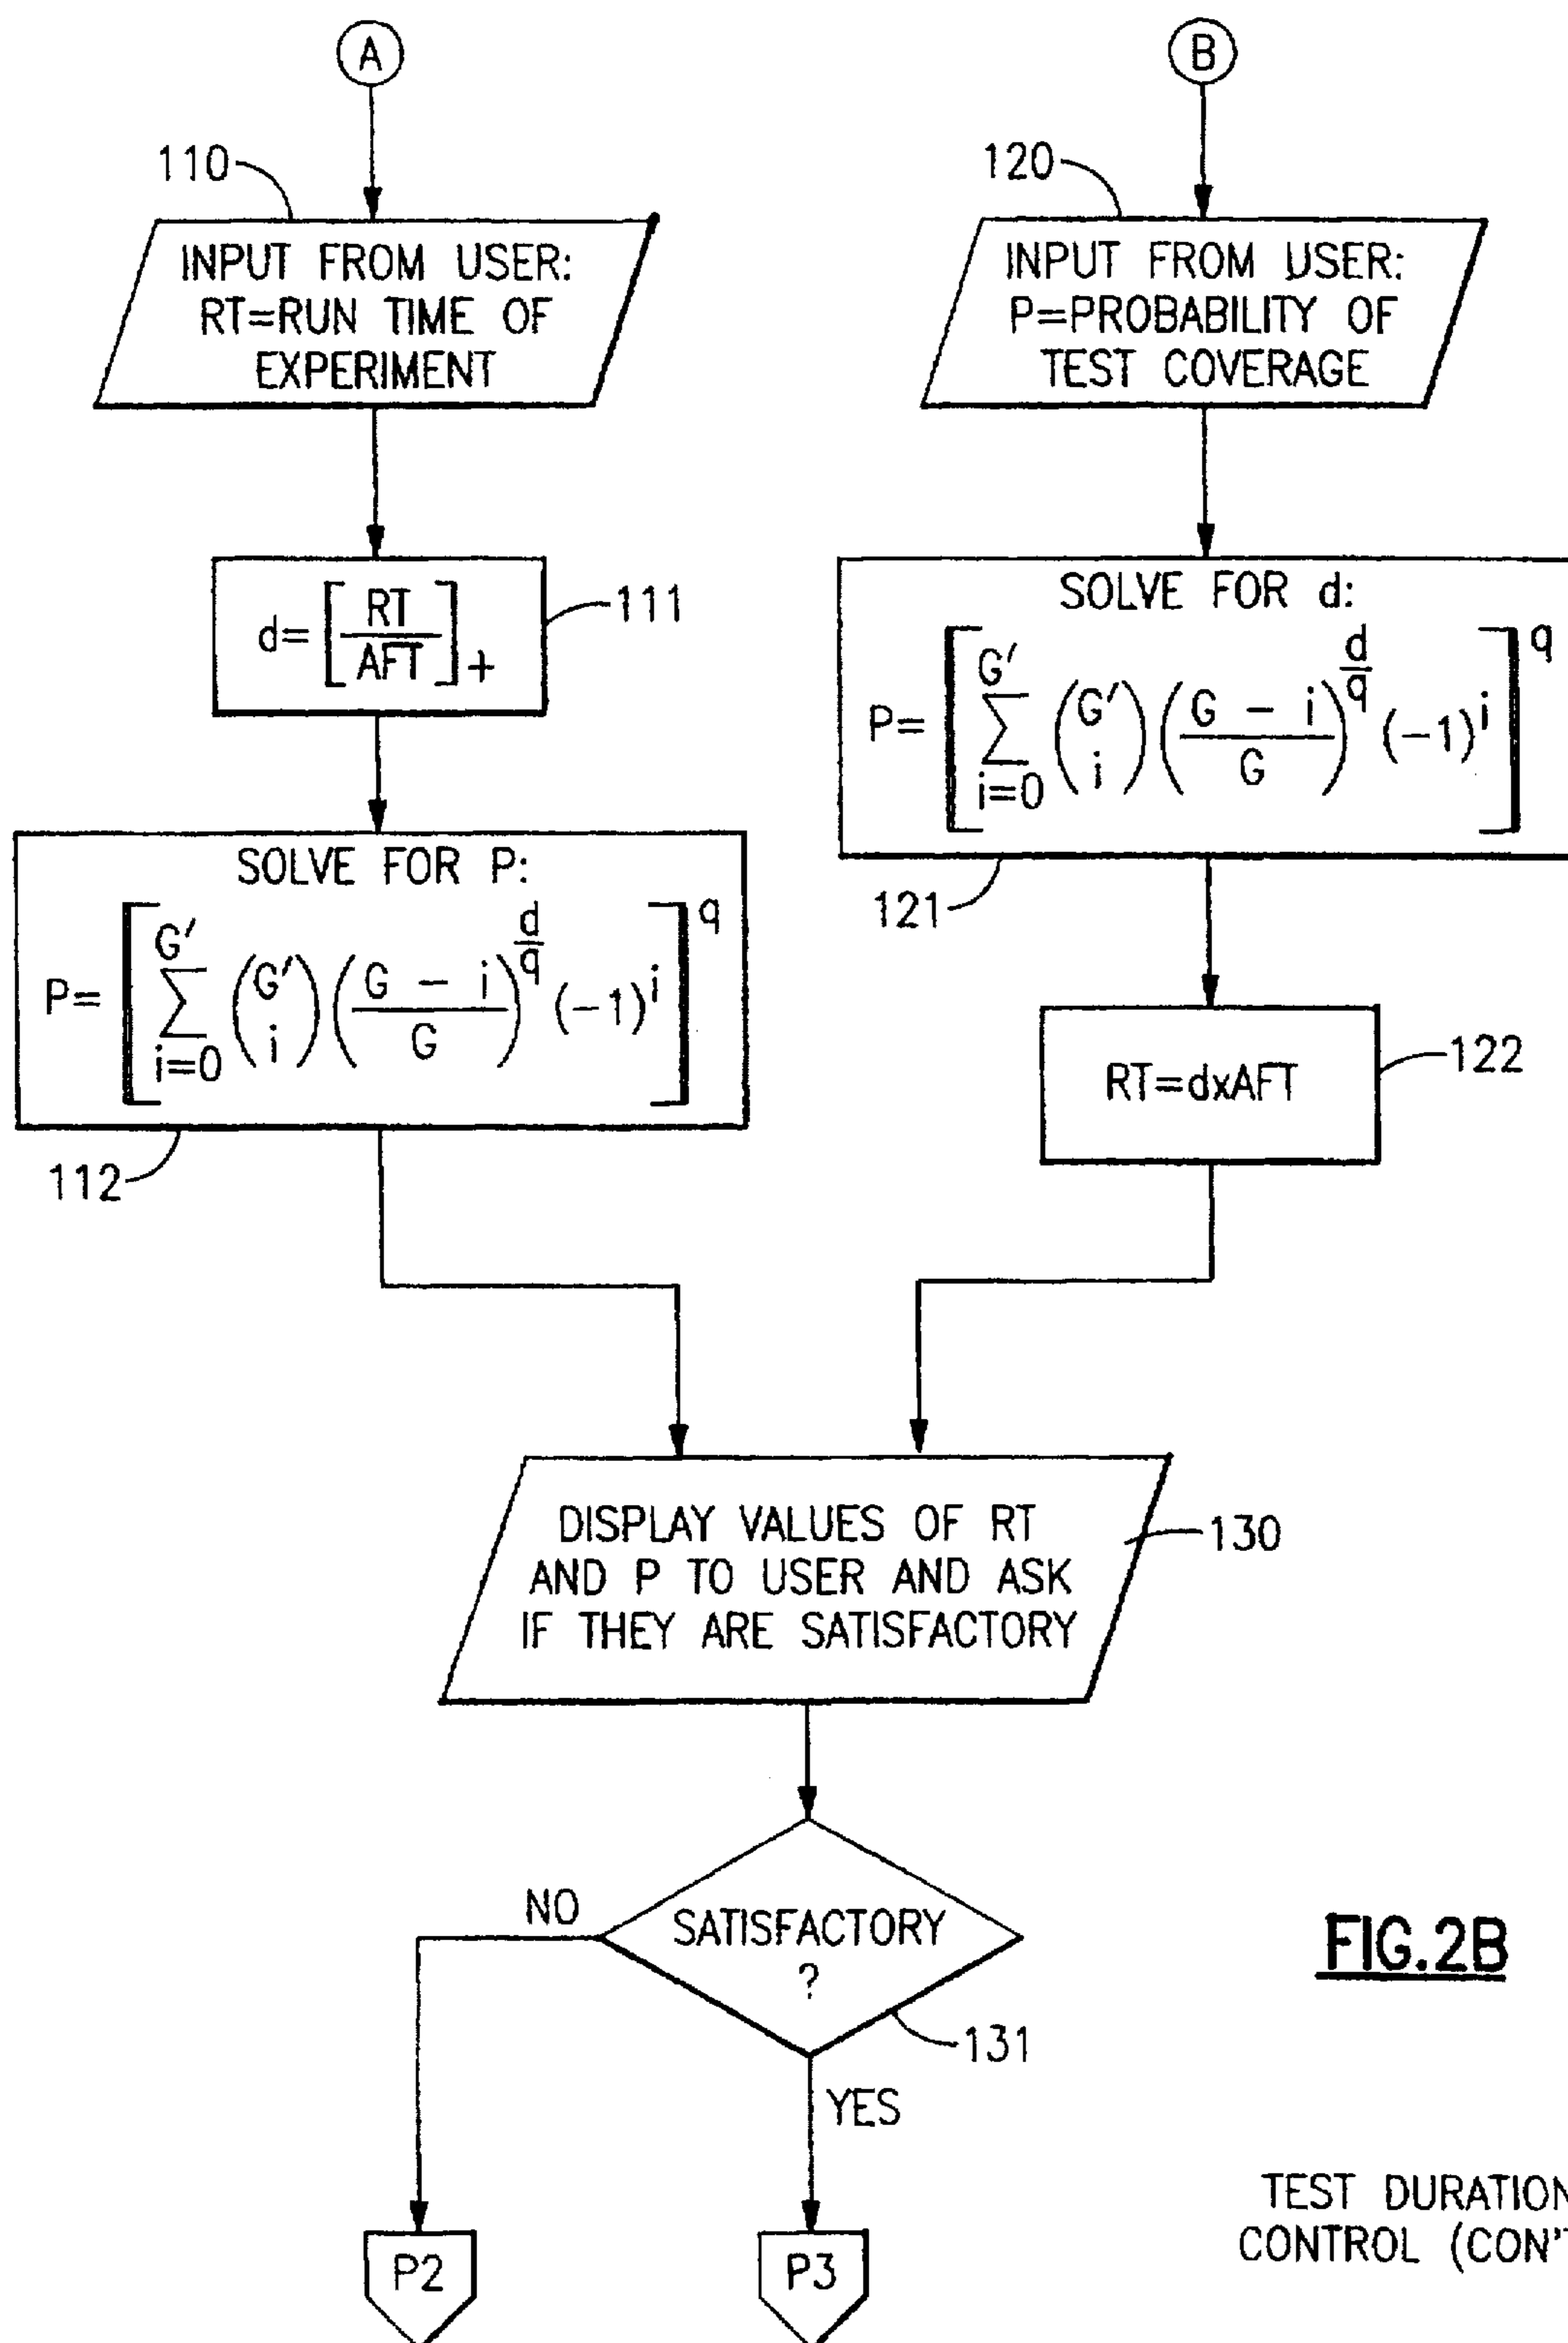 A
110
INPUT FROM USER:
RT=RUN TIME OF
EXPERIMENT
d= [ RT / AFT ] +
111
SOLVE FOR P:
P= [ G′ ∑ i=0 ( G′ i ) ( G - i / G ) d/q (-1) i ] q
112
B
120
INPUT FROM USER:
P=PROBABILITY OF
TEST COVERAGE
SOLVE FOR d:
P= [ G′ ∑ i=0 ( G′ i ) ( G - i / G ) d/q (-1) i ] q
121
RT=dxAFT
122
DISPLAY VALUES OF RT
AND P TO USER AND ASK
IF THEY ARE SATISFACTORY
130
SATISFACTORY
?
131
NO
YES
P2
P3
FIG.2B
TEST DURATION
CONTROL (CON'T